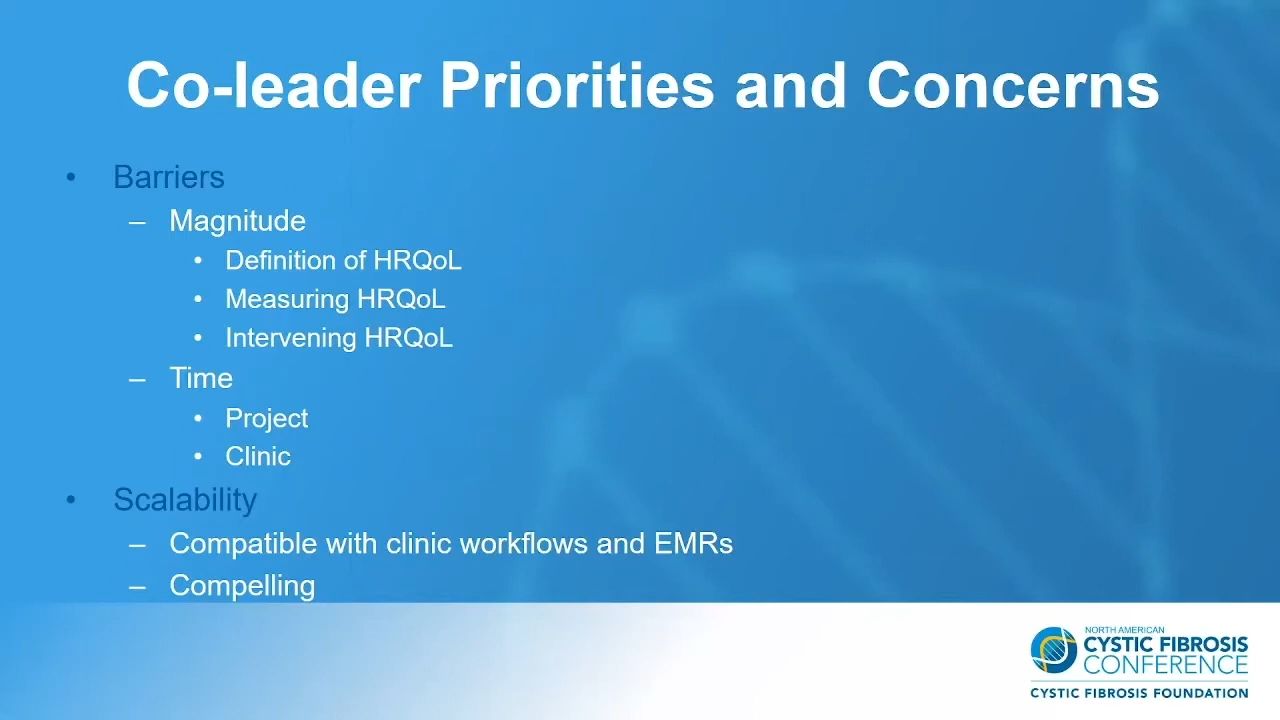 Co-leader Priorities and Concerns
• Barriers
– Magnitude
• Definition of HRQoL
• Measuring HRQoL
• Intervening HRQoL
– Time
• Project
• Clinic
• Scalability
– Compatible with clinic workflows and EMRs
– Compelling
NORTH AMERICAN
CYSTIC FIBROSIS
CONFERENCE
CYSTIC FIBROSIS FOUNDATION